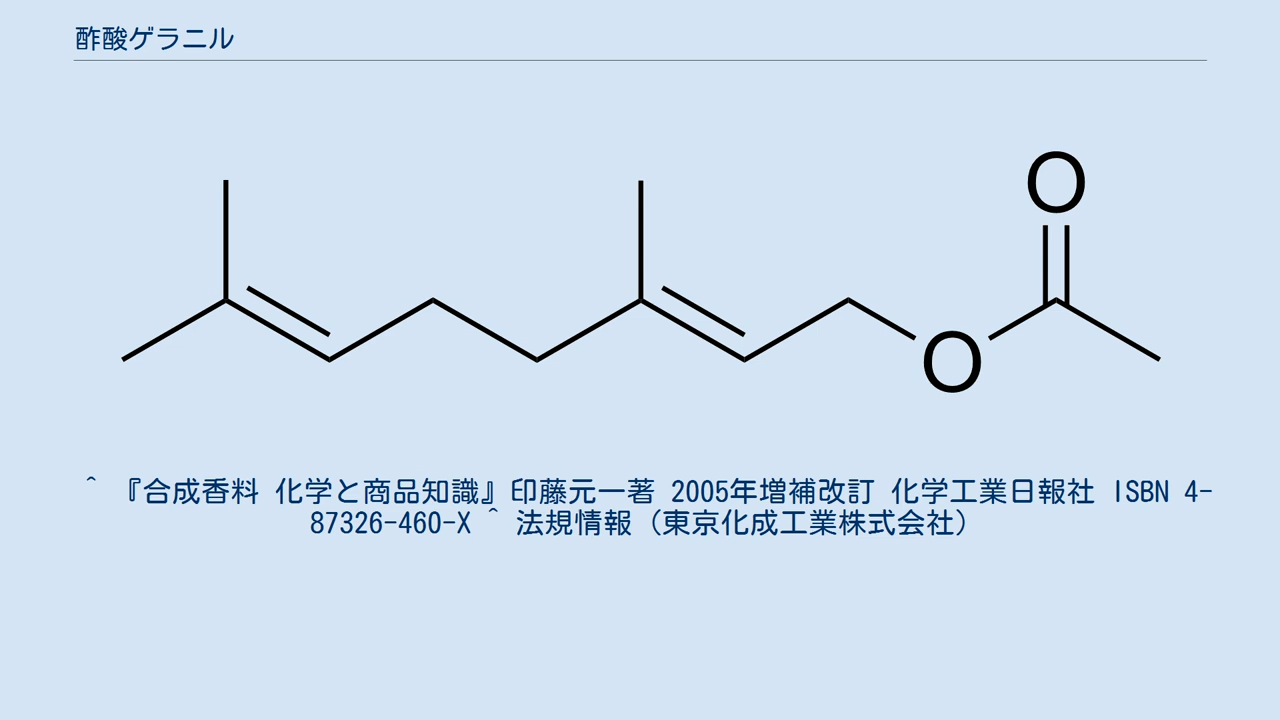 酢酸ゲラニル
O
O
^ 『合成香料 化学と商品知識』印藤元一著 2005年増補改訂 化学工業日報社 ISBN 4-
87326-460-X ^ 法規情報（東京化成工業株式会社）